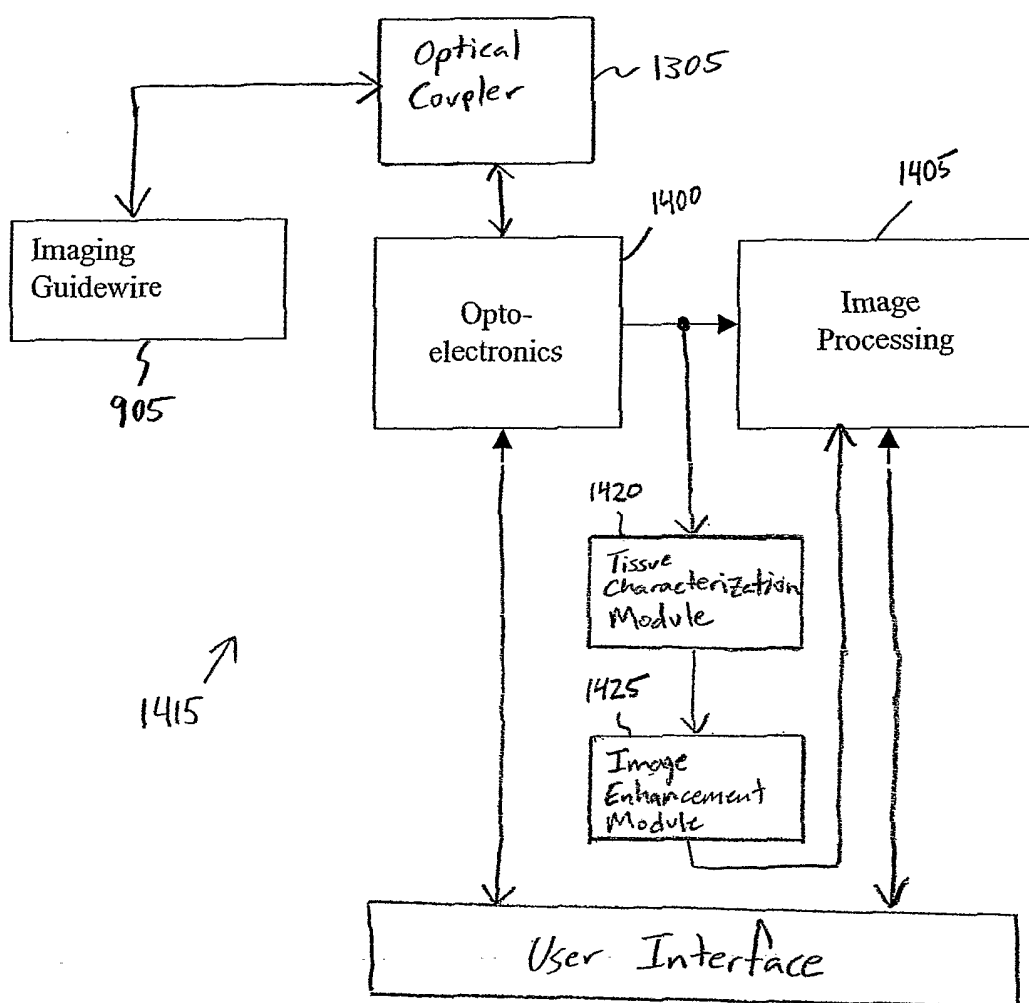 Optical
Coupler
1305
Imaging
Guidewire
905
1400
Opto-
electronics
1405
Image
Processing
1420
Tissue
Characterization
Module
1415
1425
Image
Enhancement
Module
User Interface